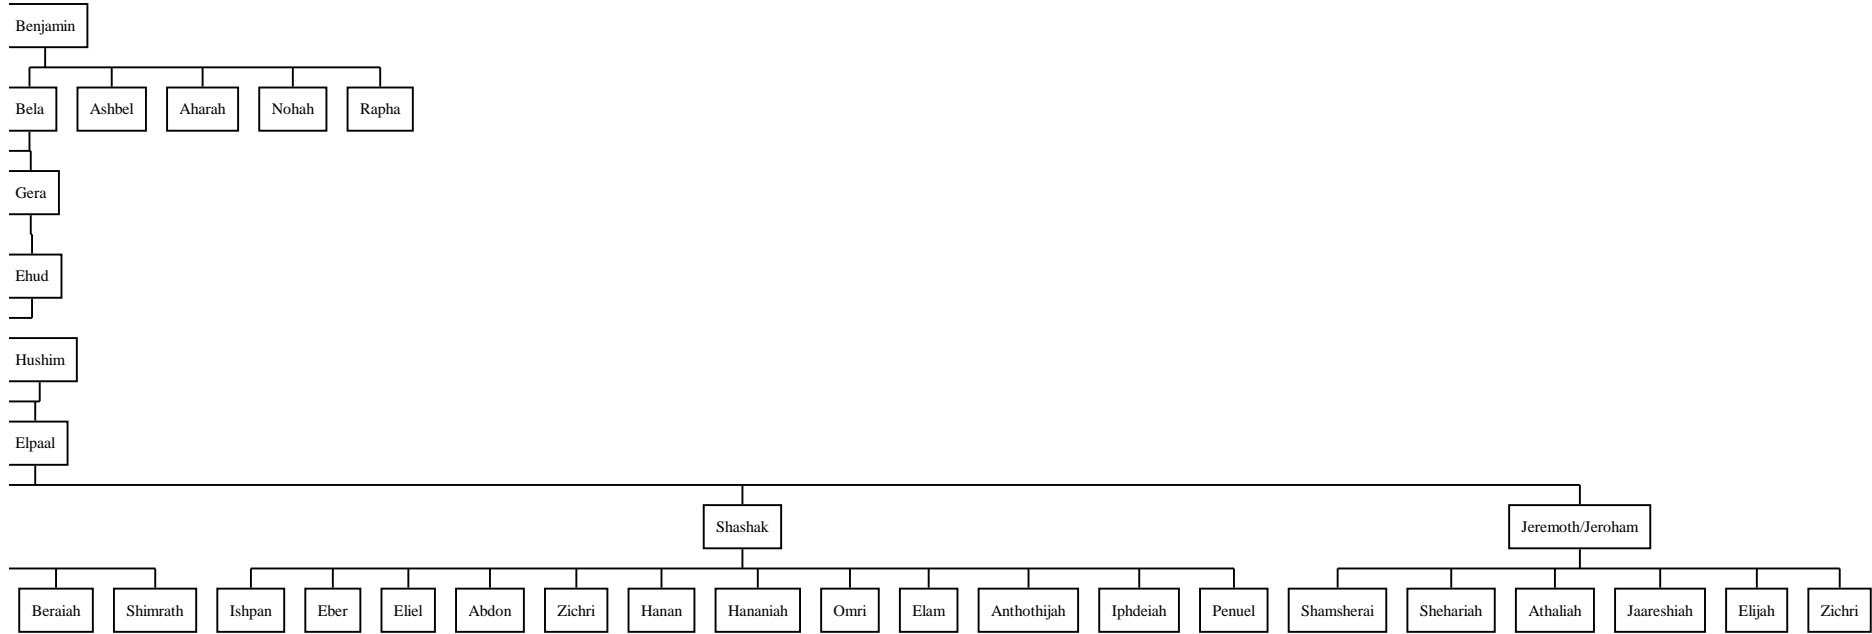 Benjamin
Bela Ashbel Aharah Nohah Rapha
Gera
Ehud
Hushim
Elpaal
Shashak Jeremoth/Jeroham
Beraiah Shimrath Ishpan Eber Eliel Abdon Zichri Hanan Hananiah Omri Elam Anthothijah Iphdeiah Penuel Shamsherai Shehariah Athaliah Jaareshiah Elijah Zichri